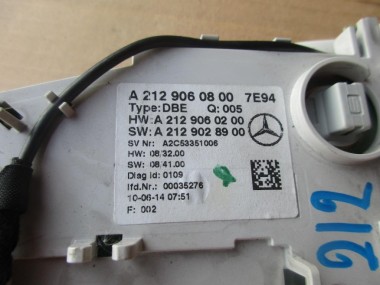 A 212 906 08 00 7E94
Type: DBE Q: 005
HW: A 212 906 02 00
SW: A 212 902 89 00
SV Nr: A2C53351006
HW: 08.32.00
SW: 08.41.00
Diag Id: 0109
lfd.Nr.: 00035276
10-06-14 07:51
F: 002
212